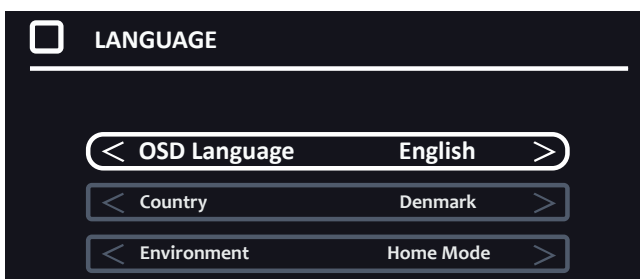 LANGUAGE
< OSD Language English >
< Country Denmark >
< Environment Home Mode >